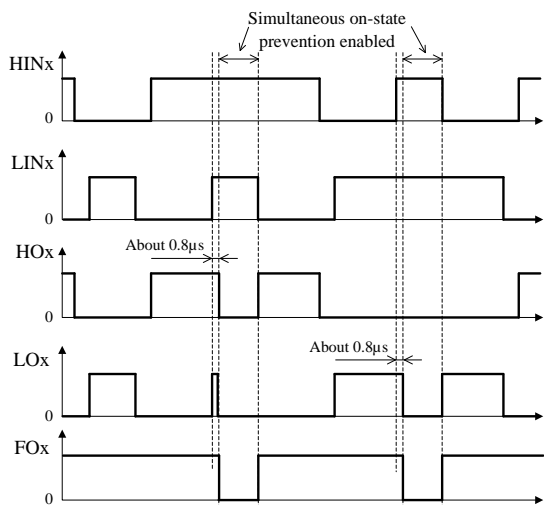 Simultaneous on-state
prevention enabled
HINx
0
LINx
0
About 0.8µs
HOx
0
About 0.8µs
LOx
0
FOx
0